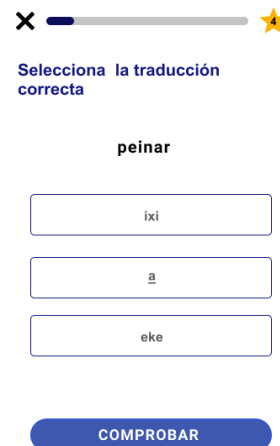 4
Selecciona la traducción
correcta
peinar
ixi
a̲
eke
COMPROBAR